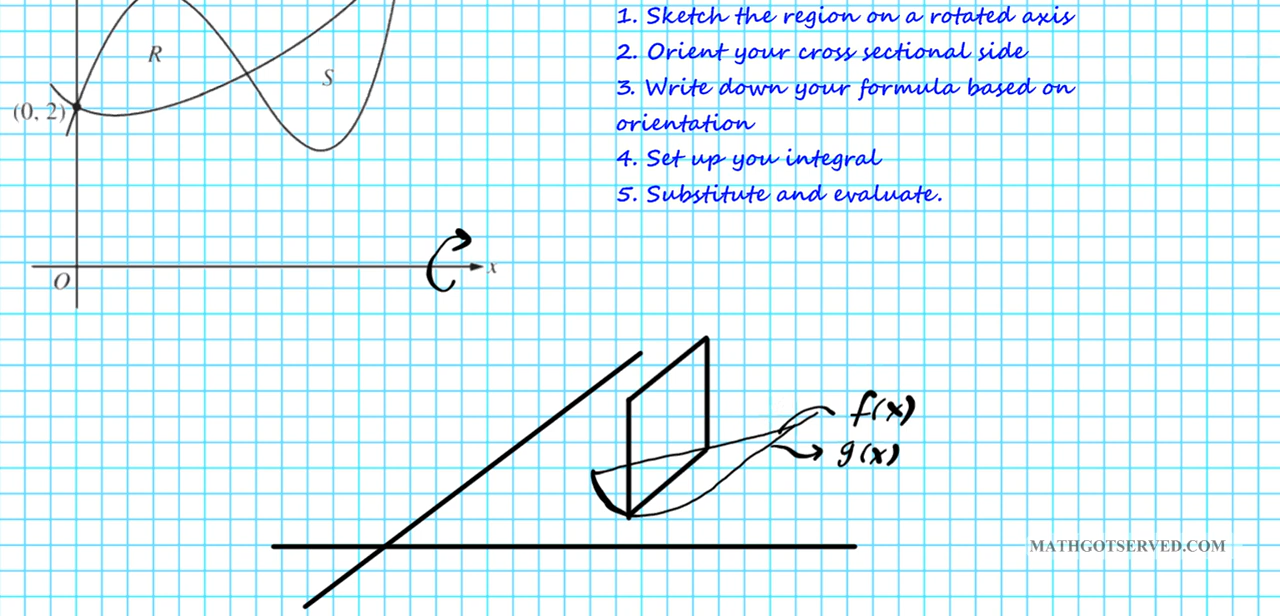 1. Sketch the region on a rotated axis
R
2. Orient your cross sectional side
S
3. Write down your formula based on
(0, 2)
orientation
4. Set up you integral
5. Substitute and evaluate.
x
O
f(x)
g(x)
MATHGOTSERVED.COM